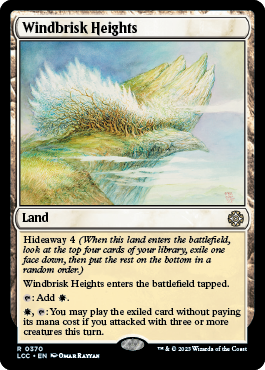 Windbrisk Heights
Land
Hideaway 4 (When this land enters the battlefield,
look at the top four cards of your library, exile one
face down, then put the rest on the bottom in a
random order.)
Windbrisk Heights enters the battlefield tapped.
: Add .
, : You may play the exiled card without paying
its mana cost if you attacked with three or more
creatures this turn.
R 0370
LCC • EN Omar Rayyan
™ & © 2023 Wizards of the Coast